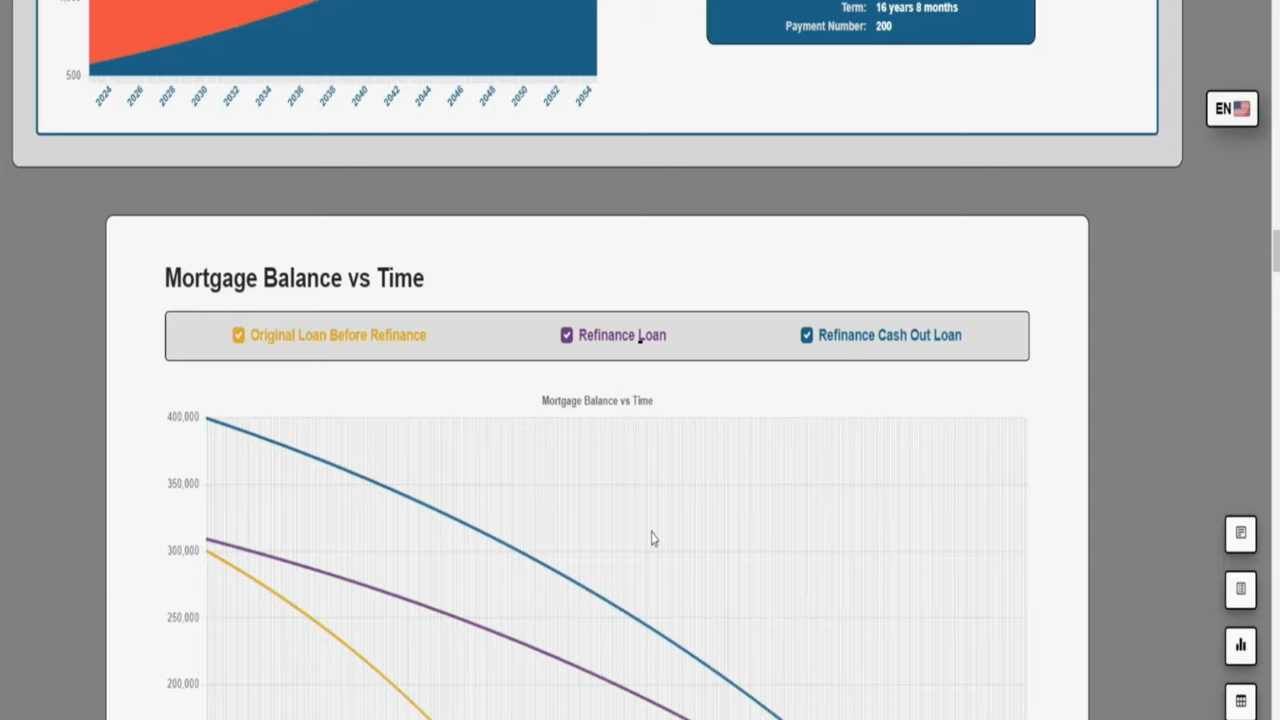 Term: 16 years 8 months
Payment Number: 200
500
2024 2026 2028 2030 2032 2034 2036 2038 2040 2042 2044 2046 2048 2050 2052 2054
EN
Mortgage Balance vs Time
Original Loan Before Refinance Refinance Loan Refinance Cash Out Loan
Mortgage Balance vs Time
400,000
350,000
300,000
250,000
200,000